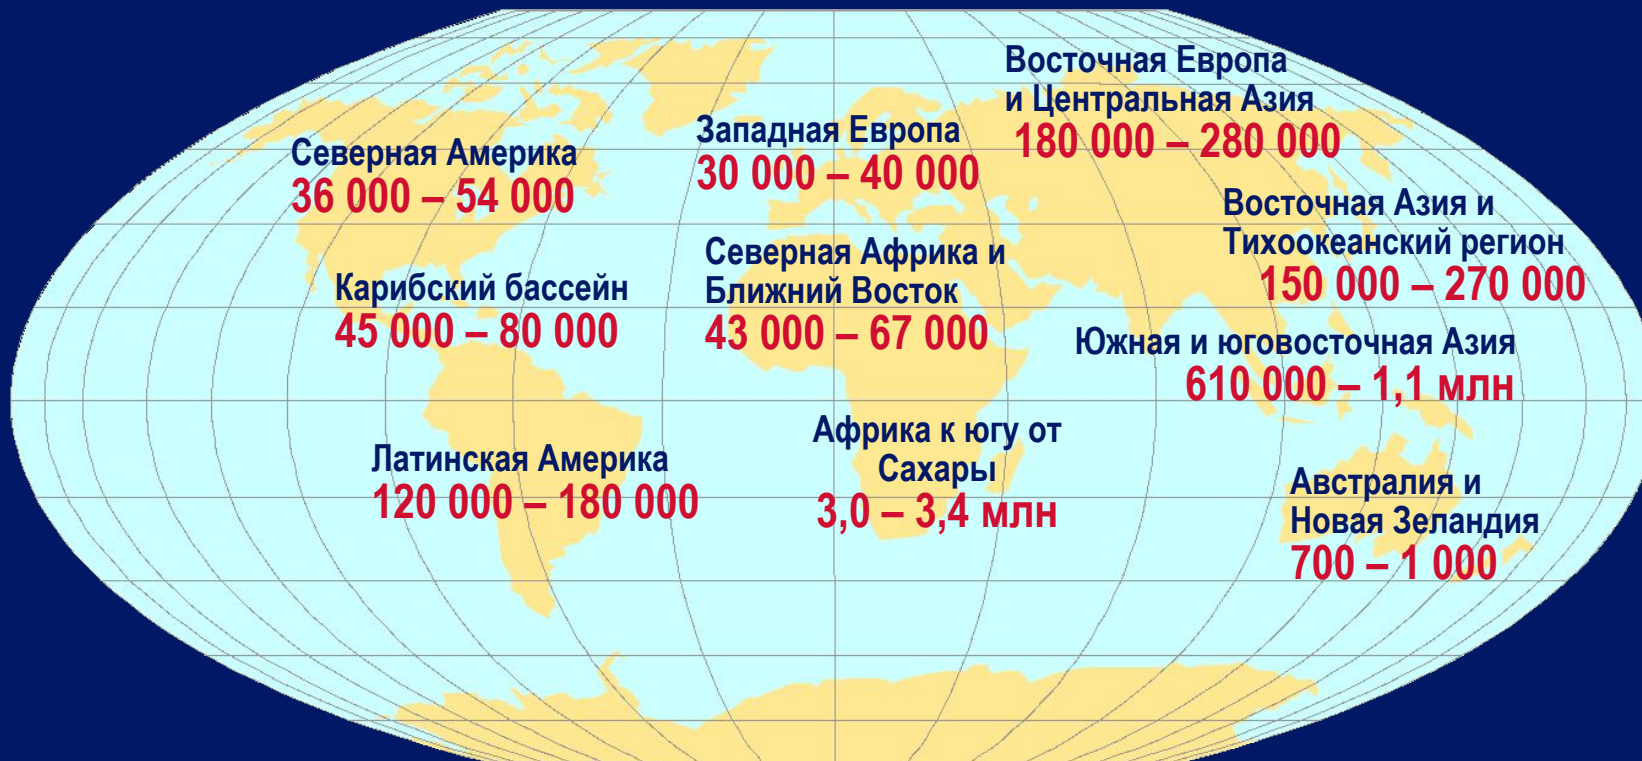 Восточная Европа
и Центральная Азия
180 000 – 280 000
Западная Европа
30 000 – 40 000
Северная Америка
36 000 – 54 000
Восточная Азия и
Тихоокеанский регион
150 000 – 270 000
Северная Африка и
Ближний Восток
43 000 – 67 000
Карибский бассейн
45 000 – 80 000
Южная и юговосточная Азия
610 000 – 1,1 млн
Африка к югу от
Сахары
3,0 – 3,4 млн
Латинская Америка
120 000 – 180 000
Австралия и
Новая Зеландия
700 – 1 000